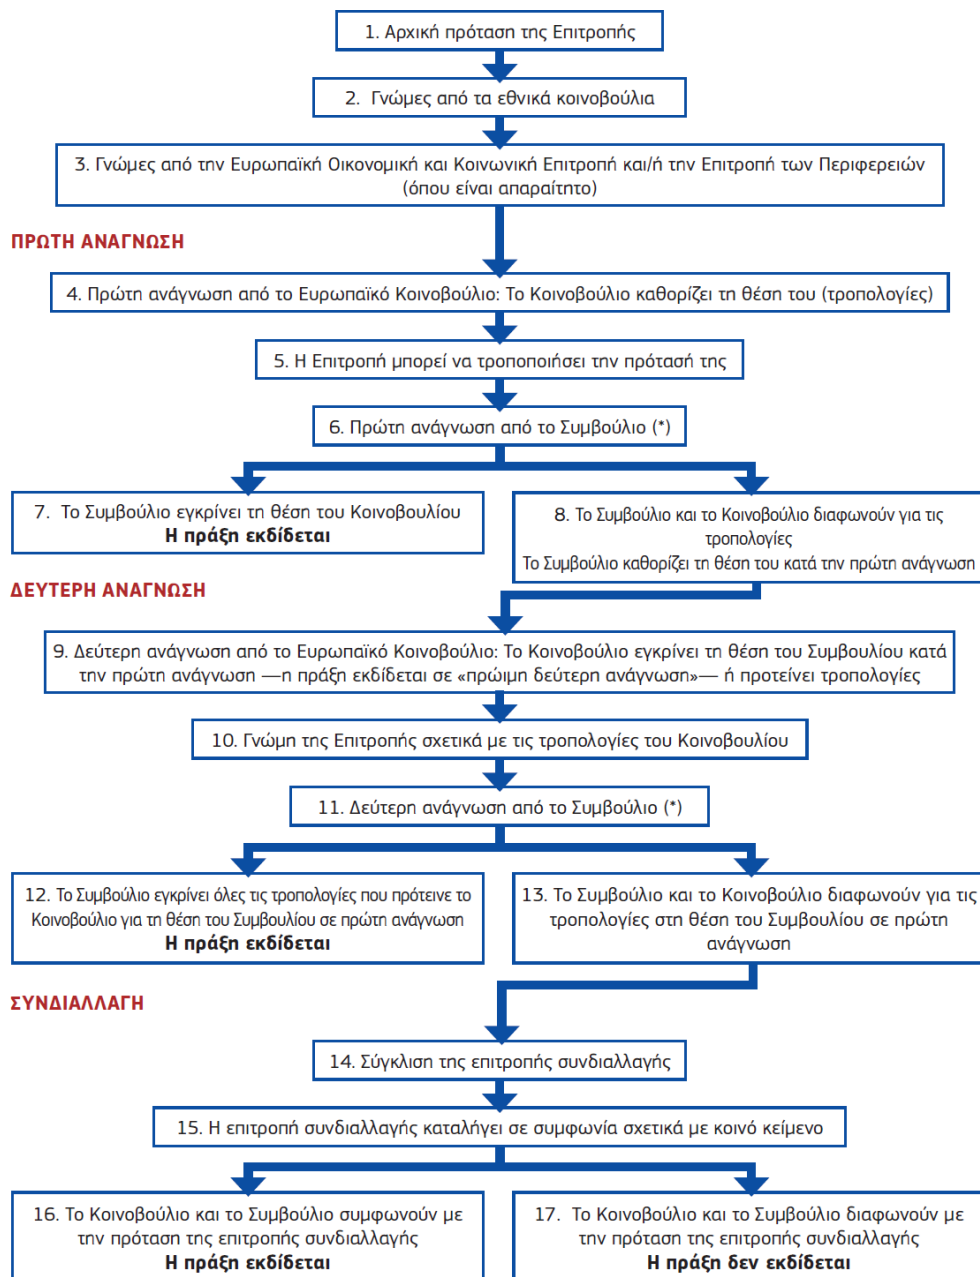 1. Αρχική πρόταση της Επιτροπής
2. Γνώμες από τα εθνικά κοινοβούλια
3. Γνώμες από την Ευρωπαϊκή Οικονομική και Κοινωνική Επιτροπή και/ή την Επιτροπή των Περιφερειών
(όπου είναι απαραίτητο)
ΠΡΩΤΗ ΑΝΑΓΝΩΣΗ
4. Πρώτη ανάγνωση από το Ευρωπαϊκό Κοινοβούλιο: Το Κοινοβούλιο καθορίζει τη θέση του (τροπολογίες)
5. Η Επιτροπή μπορεί να τροποποιήσει την πρότασή της
6. Πρώτη ανάγνωση από το Συμβούλιο (*)
7. Το Συμβούλιο εγκρίνει τη θέση του Κοινοβουλίου
Η πράξη εκδίδεται
8. Το Συμβούλιο και το Κοινοβούλιο διαφωνούν για τις
τροπολογίες
Το Συμβούλιο καθορίζει τη θέση του κατά την πρώτη ανάγνωση
ΔΕΥΤΕΡΗ ΑΝΑΓΝΩΣΗ
9. Δεύτερη ανάγνωση από το Ευρωπαϊκό Κοινοβούλιο: Το Κοινοβούλιο εγκρίνει τη θέση του Συμβουλίου κατά
την πρώτη ανάγνωση —η πράξη εκδίδεται σε «πρώιμη δεύτερη ανάγνωση»— ή προτείνει τροπολογίες
10. Γνώμη της Επιτροπής σχετικά με τις τροπολογίες του Κοινοβουλίου
11. Δεύτερη ανάγνωση από το Συμβούλιο (*)
12. Το Συμβούλιο εγκρίνει όλες τις τροπολογίες που πρότεινε το
Κοινοβούλιο για τη θέση του Συμβουλίου σε πρώτη ανάγνωση
Η πράξη εκδίδεται
13. Το Συμβούλιο και το Κοινοβούλιο διαφωνούν για τις
τροπολογίες στη θέση του Συμβουλίου σε πρώτη
ανάγνωση
ΣΥΝΔΙΑΛΛΑΓΗ
14. Σύγκλιση της επιτροπής συνδιαλλαγής
15. Η επιτροπή συνδιαλλαγής καταλήγει σε συμφωνία σχετικά με κοινό κείμενο
16. Το Κοινοβούλιο και το Συμβούλιο συμφωνούν με
την πρόταση της επιτροπής συνδιαλλαγής
Η πράξη εκδίδεται
17. Το Κοινοβούλιο και το Συμβούλιο διαφωνούν με
την πρόταση της επιτροπής συνδιαλλαγής
Η πράξη δεν εκδίδεται